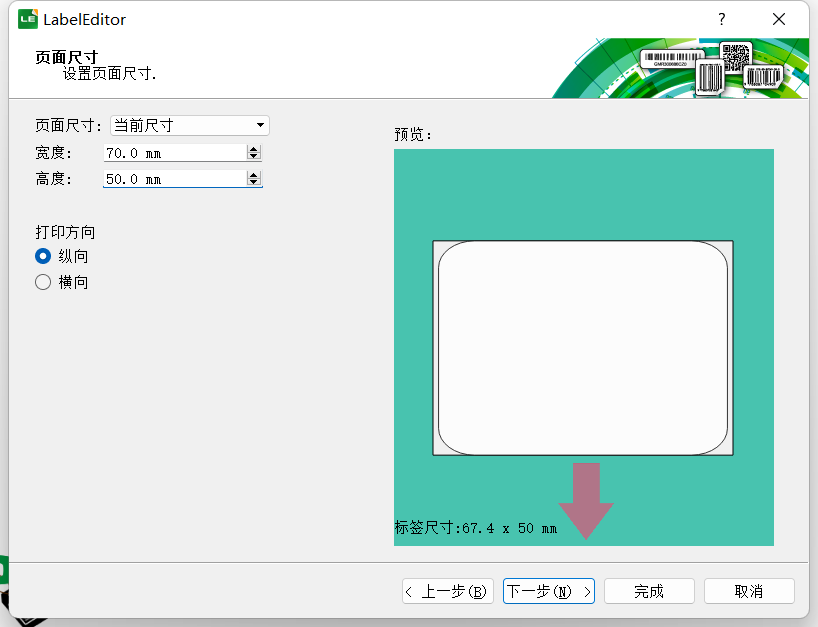 LE LabelEditor ?
页面尺寸
设置页面尺寸.
页面尺寸: 当前尺寸
宽度: 70.0 mm
高度: 50.0 mm
打印方向
纵向
横向
预览:
标签尺寸:67.4 x 50 mm
< 上一步(B)
下一步(N) >
完成
取消